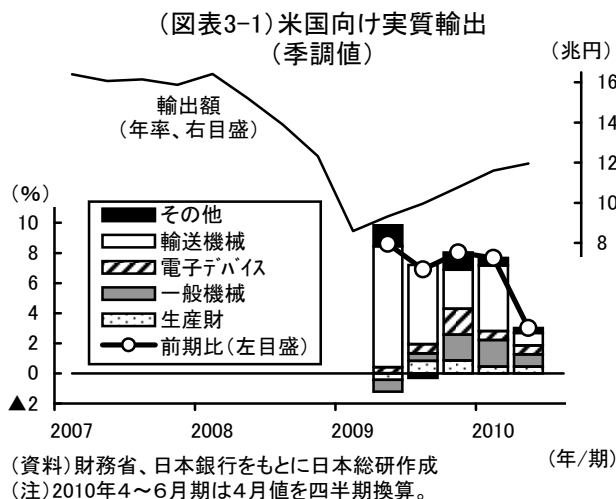 (図表3-1)米国向け実質輸出
(季調値)
(兆円)
輸出額
(年率、右目盛)
16
14
12
10
8
(%)
10
8
6
4
2
0
▲2
その他
輸送機械
電子ﾃﾞﾊﾞｲｽ
一般機械
生産財
前期比(左目盛)
2007
2008
2009
2010
(年/期)
(資料)財務省、日本銀行をもとに日本総研作成
(注)2010年4～6月期は4月値を四半期換算。